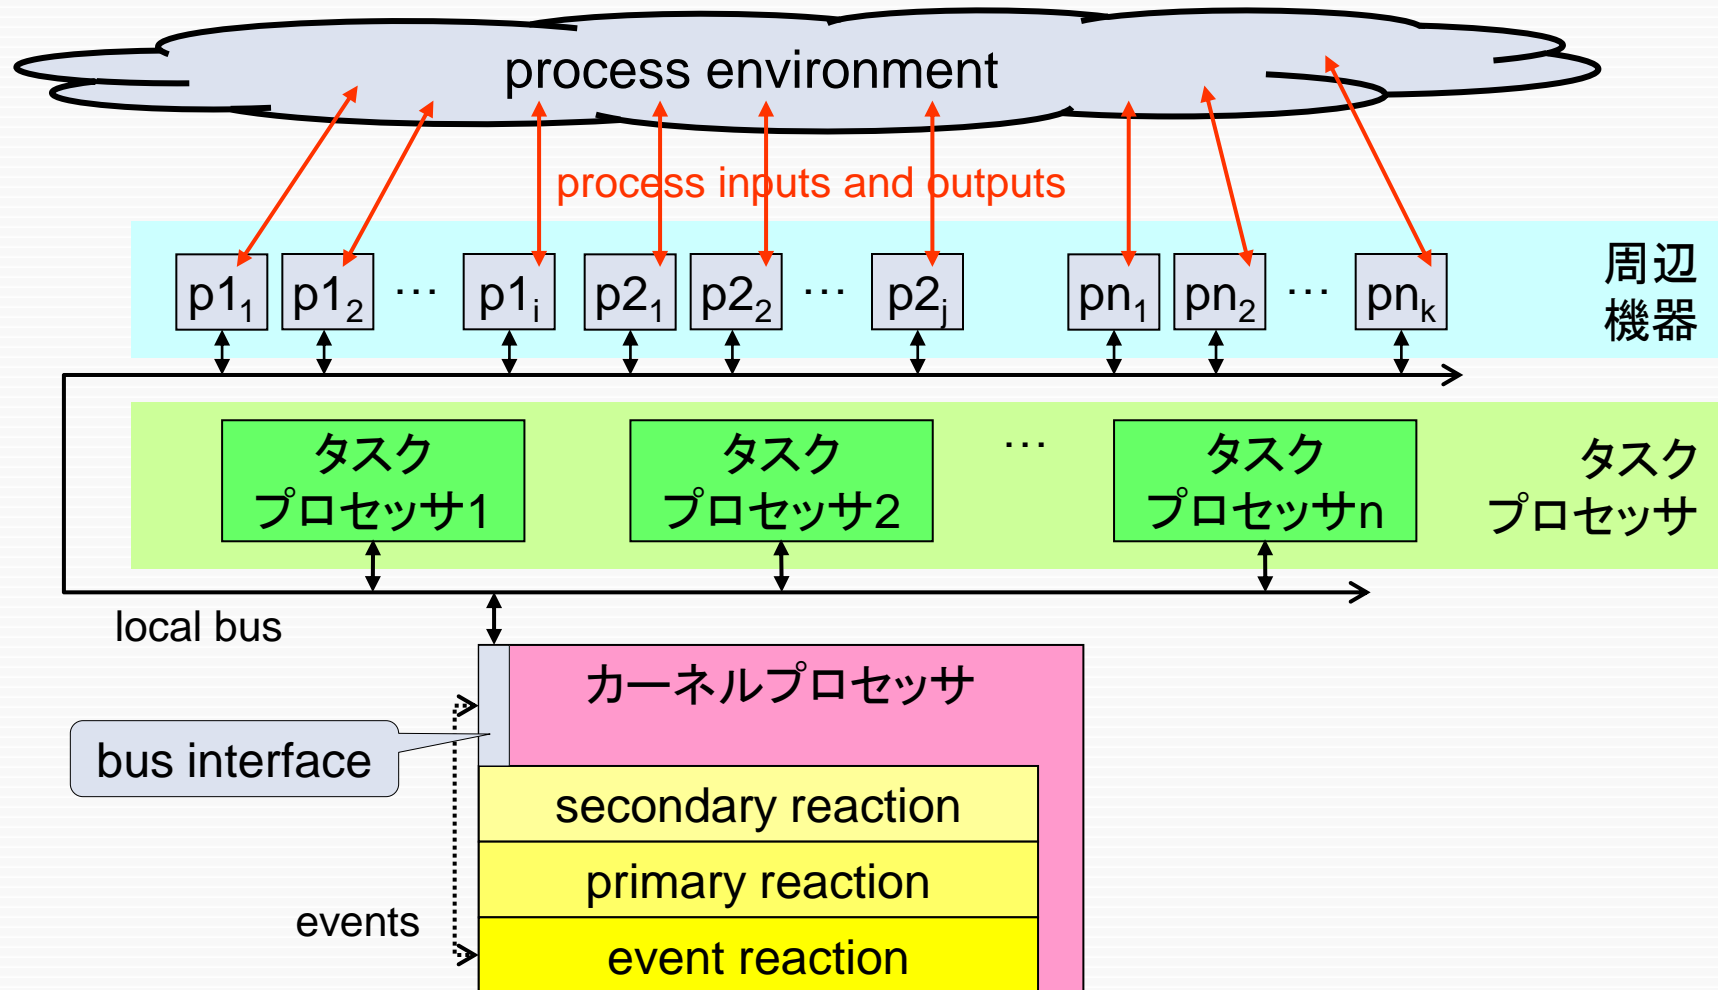 process environment
process inputs and outputs
p1₁ p1₂ … p1ᵢ p2₁ p2₂ … p2ⱼ pn₁ pn₂ … pnₖ
周辺
機器
タスク
プロセッサ1
タスク
プロセッサ2
…
タスク
プロセッサn
タスク
プロセッサ
local bus
カーネルプロセッサ
bus interface
secondary reaction
primary reaction
events
event reaction